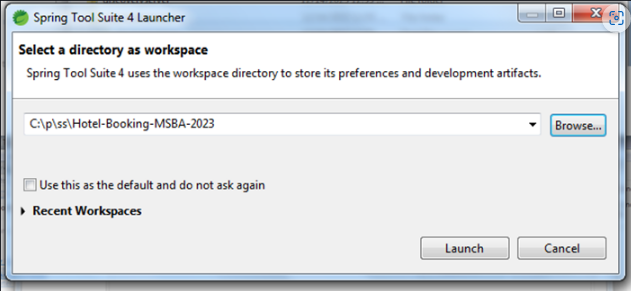 Spring Tool Suite 4 Launcher
Select a directory as workspace
Spring Tool Suite 4 uses the workspace directory to store its preferences and development artifacts.
C:\p\ss\Hotel-Booking-MSBA-2023
Browse...
Use this as the default and do not ask again
Recent Workspaces
Launch
Cancel